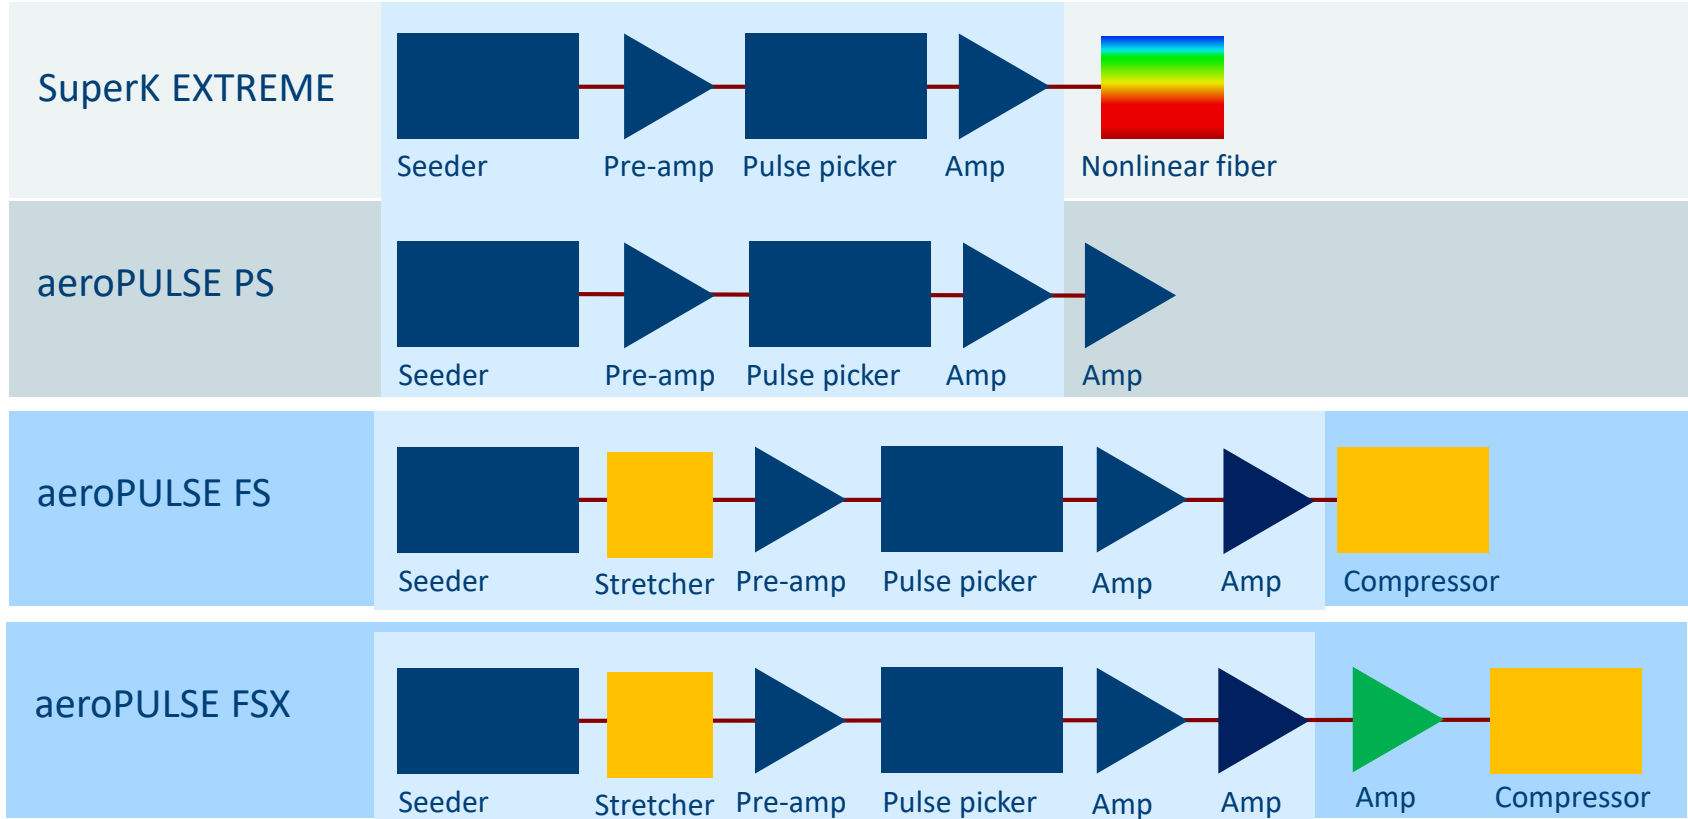 SuperK EXTREME
Seeder Pre-amp Pulse picker Amp Nonlinear fiber
aeroPULSE PS
Seeder Pre-amp Pulse picker Amp Amp
aeroPULSE FS
Seeder Stretcher Pre-amp Pulse picker Amp Amp Compressor
aeroPULSE FSX
Seeder Stretcher Pre-amp Pulse picker Amp Amp Amp Compressor